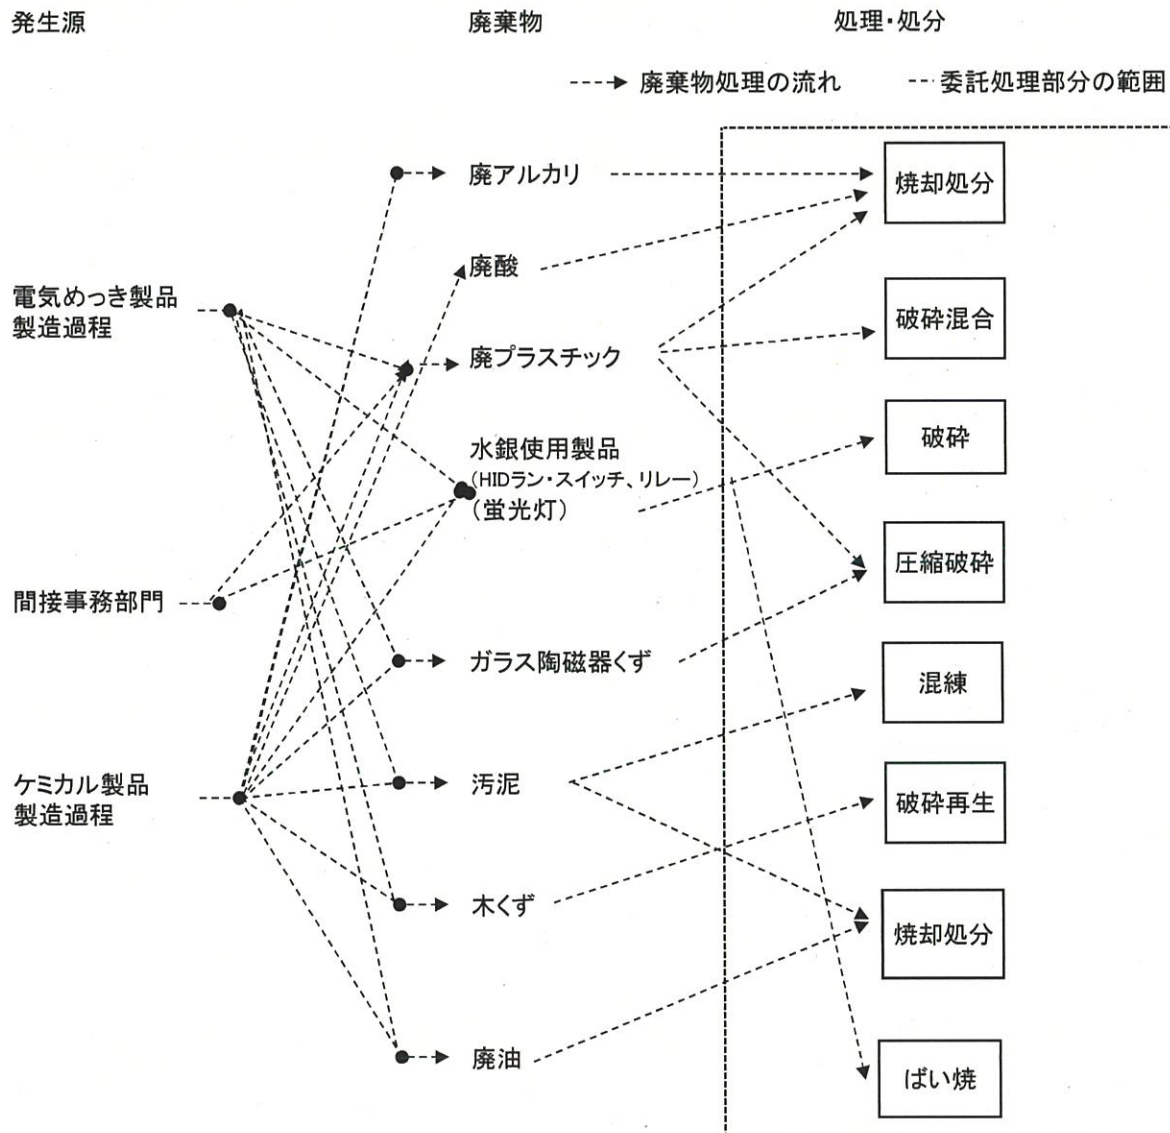 発生源
廃棄物
処理・処分
廃棄物処理の流れ
委託処理部分の範囲
廃アルカリ
焼却処分
廃酸
電気めっき製品
製造過程
破砕混合
廃プラスチック
水銀使用製品
(HIDラン・スイッチ、リレー)
(蛍光灯)
破砕
圧縮破砕
間接事務部門
ガラス陶磁器くず
混練
ケミカル製品
製造過程
汚泥
破砕再生
木くず
焼却処分
廃油
ばい焼